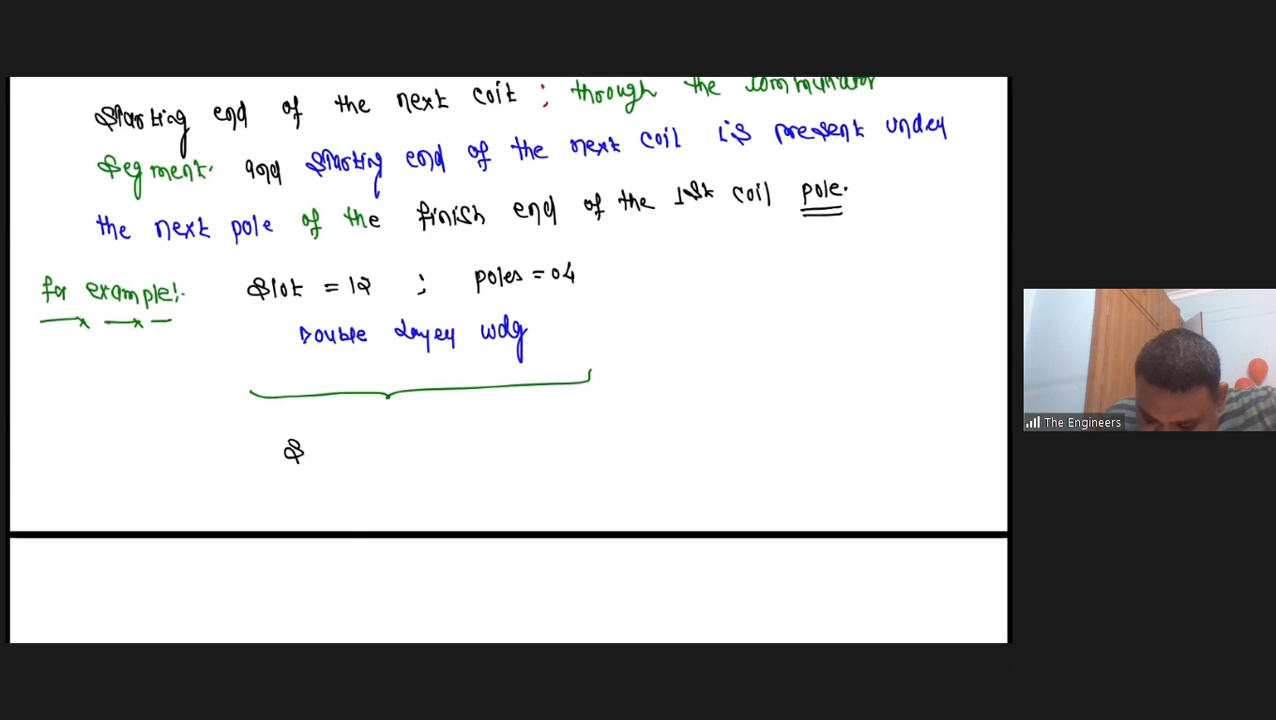 Starting end of the next coil ; through the commutator
Segment. and starting end of the next coil is present under
the next pole of the finish end of the 1st coil pole.
for example:- Slot = 12 ; poles = 04
Double layer wdg
S
The Engineers